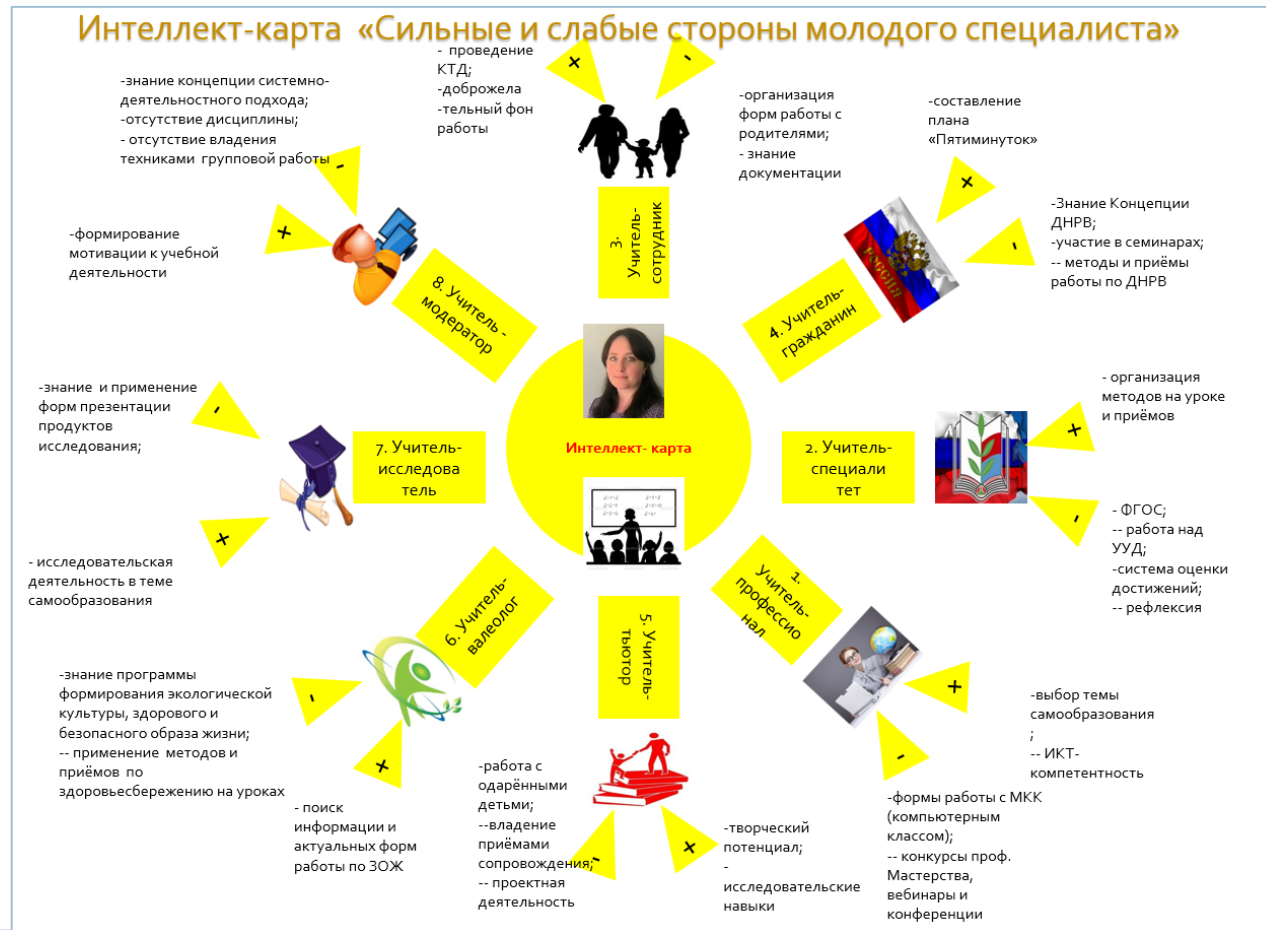 Интеллект-карта «Сильные и слабые стороны молодого специалиста»
-знание концепции системно-
деятельностного подхода;
-отсутствие дисциплины;
- отсутствие владения
техниками групповой работы
-
+
-формирование
мотивации к учебной
деятельности
8. Учитель -
модератор
- проведение
КТД;
-доброжела
-тельный фон
работы
+
-
-организация
форм работы с
родителями;
- знание
документации
3.
Учитель-
сотрудник
-составление
плана
«Пятиминуток»
+
-
-Знание Концепции
ДНРВ;
-участие в семинарах;
-- методы и приёмы
работы по ДНРВ
РОССИЯ
4. Учитель-
гражданин
Интеллект- карта
-знание и применение
форм презентации
продуктов
исследования;
-
7. Учитель-
исследова
тель
+
- исследовательская
деятельность в теме
самообразования
2. Учитель-
специали
тет
- организация
методов на уроке
и приёмов
+
-
- ФГОС;
-- работа над
УУД;
-система оценки
достижений;
-- рефлексия
6. Учитель-
валеолог
-
-знание программы
формирования экологической
культуры, здорового и
безопасного образа жизни;
-- применение методов и
приёмов по
здоровьесбережению на уроках
+
- поиск
информации и
актуальных форм
работы по ЗОЖ
5. Учитель-
тьютор
-работа с
одарёнными
детьми;
--владение
приёмами
сопровождения;
-- проектная
деятельность
-
+
-творческий
потенциал;
-
исследовательские
навыки
1.
Учитель-
профессио
нал
+
-выбор темы
самообразования
;
-- ИКТ-
компетентность
-
-формы работы с МКК
(компьютерным
классом);
-- конкурсы проф.
Мастерства,
вебинары и
конференции